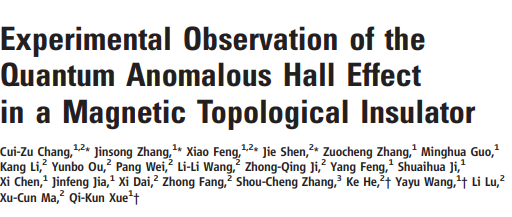 Experimental Observation of the
Quantum Anomalous Hall Effect
in a Magnetic Topological Insulator
Cui-Zu Chang,1,2* Jinsong Zhang,1* Xiao Feng,1,2* Jie Shen,2* Zuocheng Zhang,1 Minghua Guo,1
Kang Li,2 Yunbo Ou,2 Pang Wei,2 Li-Li Wang,2 Zhong-Qing Ji,2 Yang Feng,1 Shuaihua Ji,1
Xi Chen,1 Jinfeng Jia,1 Xi Dai,2 Zhong Fang,2 Shou-Cheng Zhang,3 Ke He,2† Yayu Wang,1† Li Lu,2
Xu-Cun Ma,2 Qi-Kun Xue1†